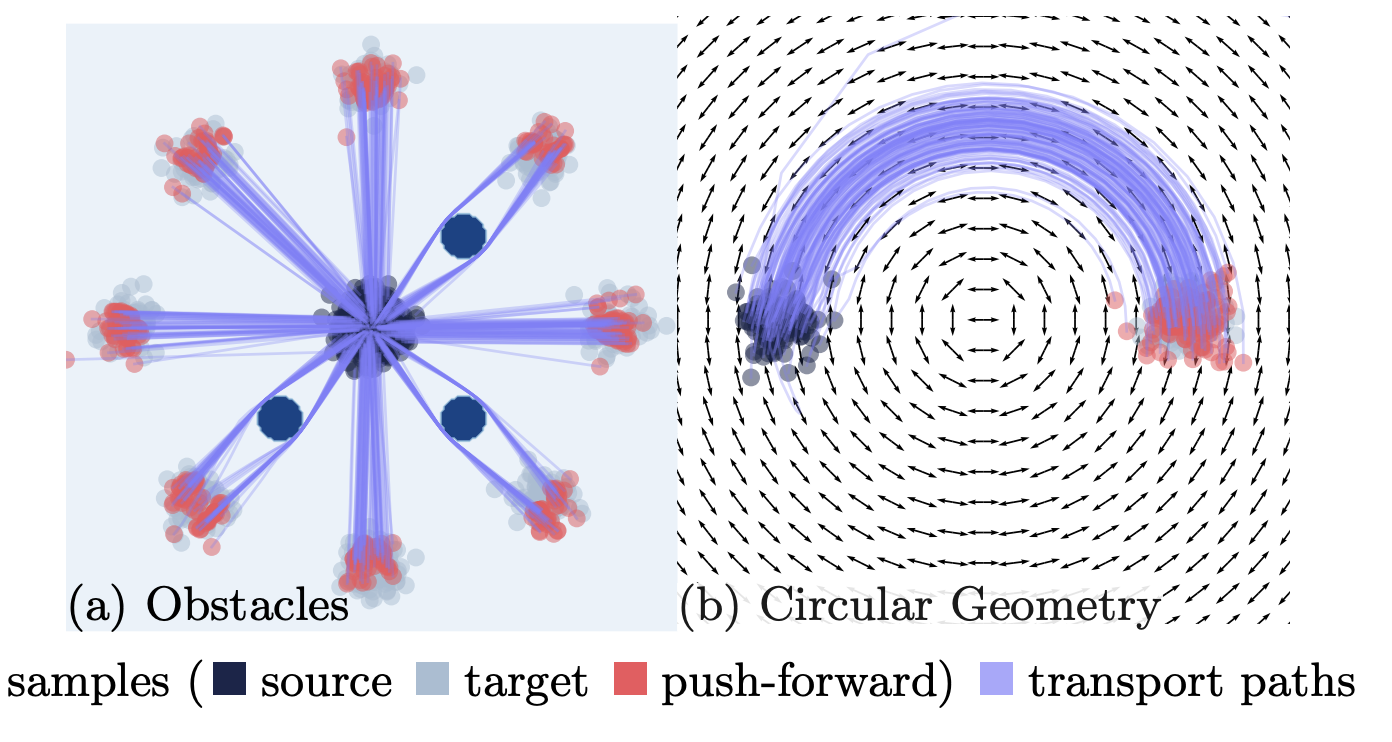 (a) Obstacles
(b) Circular Geometry
samples ( source target push-forward) transport paths